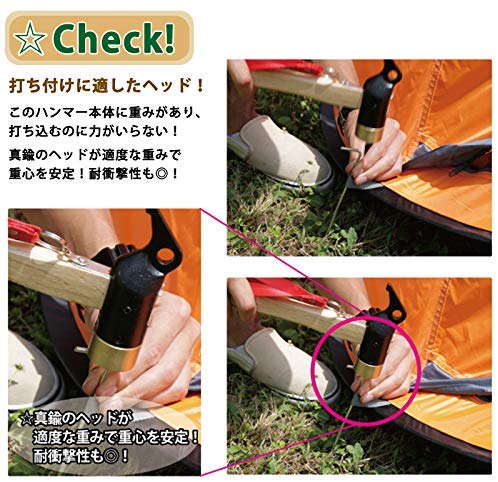 ☆ Check!
打ち付けに適したヘッド！
このハンマー本体に重みがあり、
打ち込むのに力がいらない！
真鍮のヘッドが適度な重みで
重心を安定！耐衝撃性も◎！
☆真鍮のヘッドが
適度な重みで重心を安定！
耐衝撃性も◎！